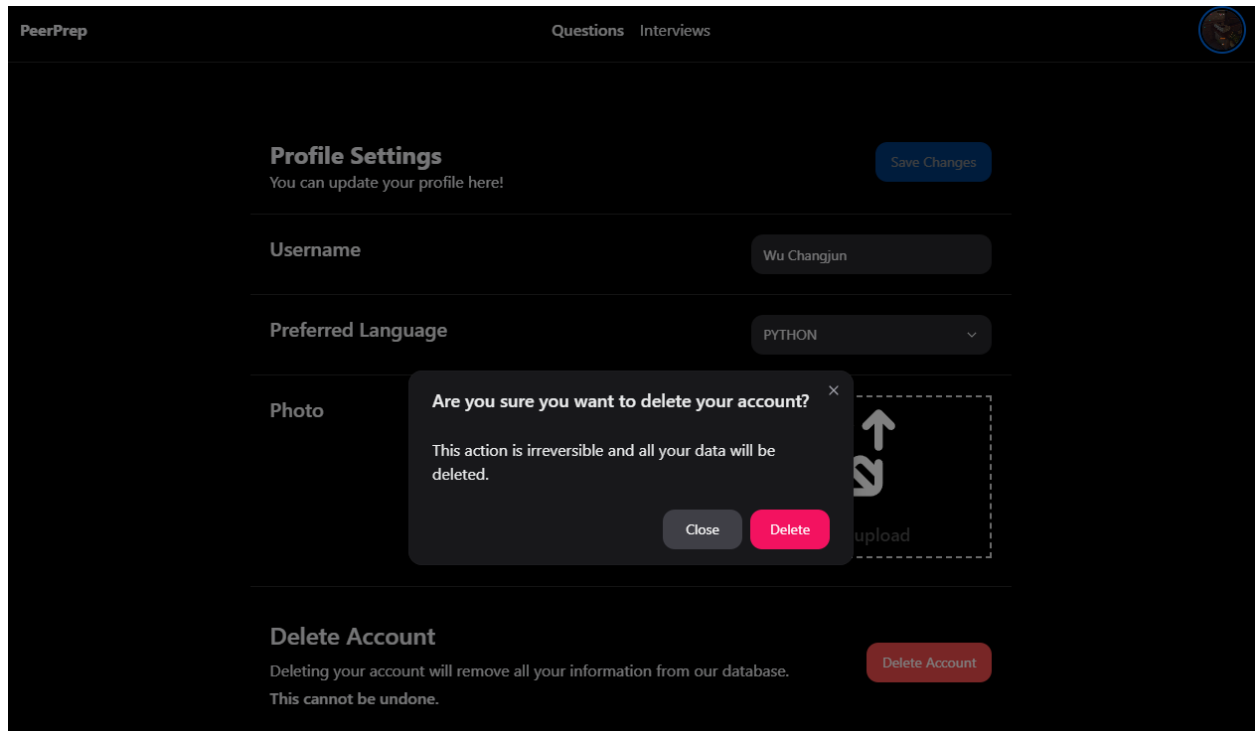 PeerPrep
Questions Interviews
Profile Settings
You can update your profile here!
Save Changes
Username
Wu Changjun
Preferred Language
PYTHON
Photo
Are you sure you want to delete your account?
This action is irreversible and all your data will be
deleted.
Close Delete
upload
Delete Account
Deleting your account will remove all your information from our database.
This cannot be undone.
Delete Account